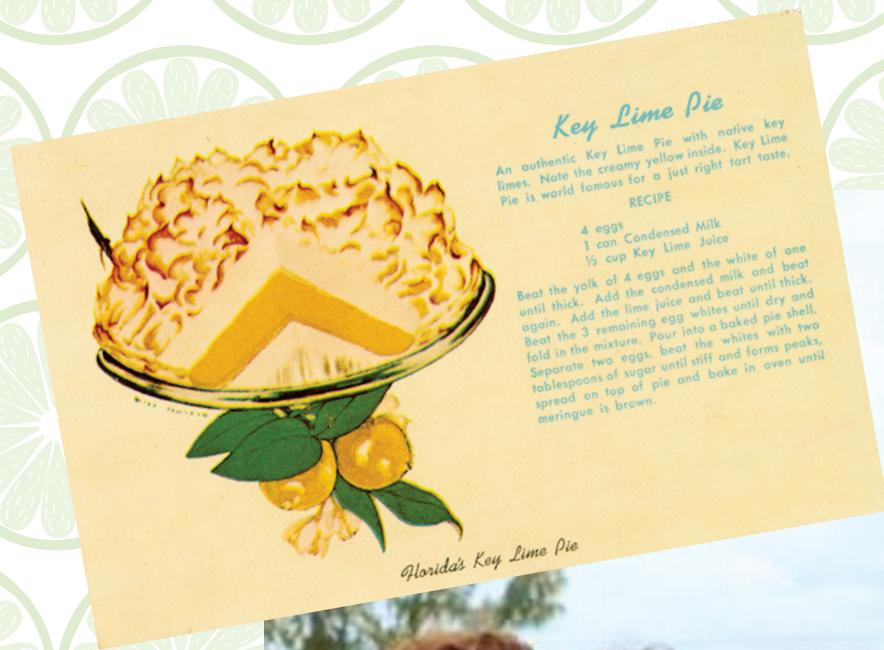 Key Lime Pie
An authentic Key Lime Pie with native key
limes. Note the creamy yellow inside. Key Lime
Pie is world famous for a just right tart taste.
RECIPE
4 eggs
1 can Condensed Milk
⅓ cup Key Lime Juice
Beat the yolk of 4 eggs and the white of one
until thick. Add the condensed milk and beat
again. Add the lime juice and beat until thick.
Beat the 3 remaining egg whites until dry and
fold in the mixture. Pour into a baked pie shell.
Separate two eggs, beat the whites with two
tablespoons of sugar until stiff and forms peaks,
spread on top of pie and bake in oven until
meringue is brown.
Florida's Key Lime Pie